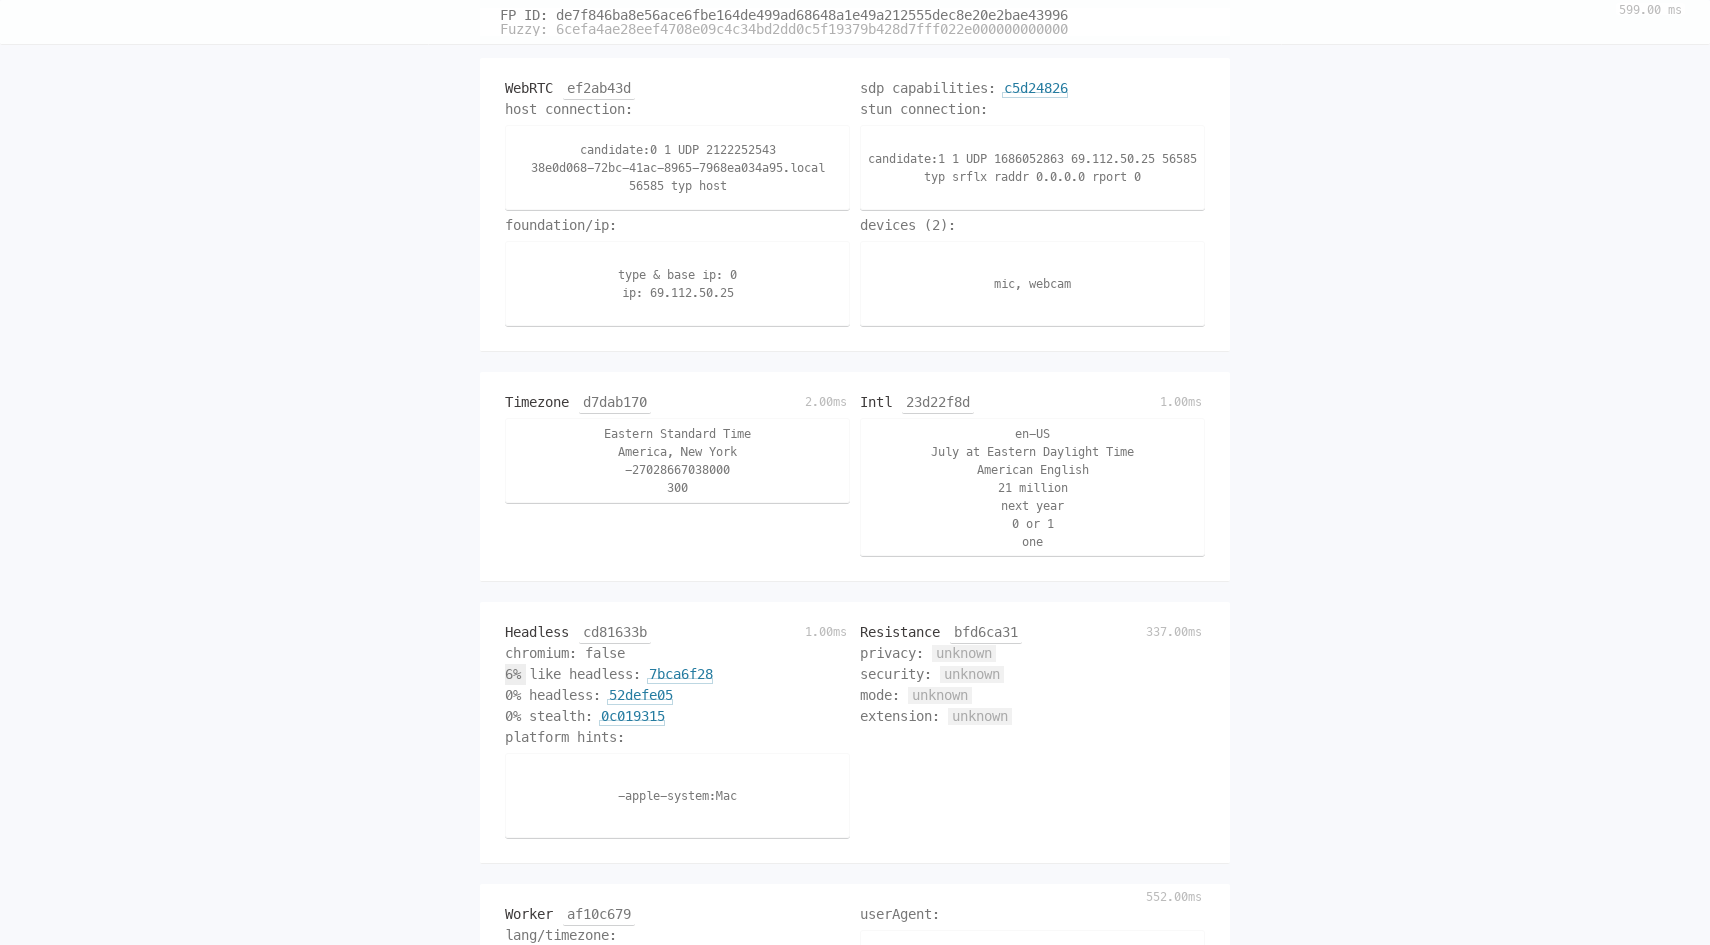 FP ID: de7f846ba8e56ace6fbe164de499ad68648a1e49a212555dec8e20e2bae43996
599.00 ms
Fuzzy: 6cefa4ae28eef4708e09c4c34bd2dd0c5f19379b428d7fff022e000000000000
WebRTC ef2ab43d
host connection:
candidate:0 1 UDP 2122252543
38e0d068-72bc-41ac-8965-7968ea034a95.local
56585 typ host
sdp capabilities: c5d24826
stun connection:
candidate:1 1 UDP 1686052863 69.112.50.25 56585
typ srflx raddr 0.0.0.0 rport 0
foundation/ip:
type & base ip: 0
ip: 69.112.50.25
devices (2):
mic, webcam
Timezone d7dab170 2.00ms
Eastern Standard Time
America, New York
-27028667038000
300
Intl 23d22f8d 1.00ms
en-US
July at Eastern Daylight Time
American English
21 million
next year
0 or 1
one
Headless cd81633b 1.00ms
chromium: false
6% like headless: 7bca6f28
0% headless: 52defe05
0% stealth: 0c019315
platform hints:
-apple-system:Mac
Resistance bfd6ca31 337.00ms
privacy: unknown
security: unknown
mode: unknown
extension: unknown
552.00ms
Worker af10c679
lang/timezone:
userAgent: